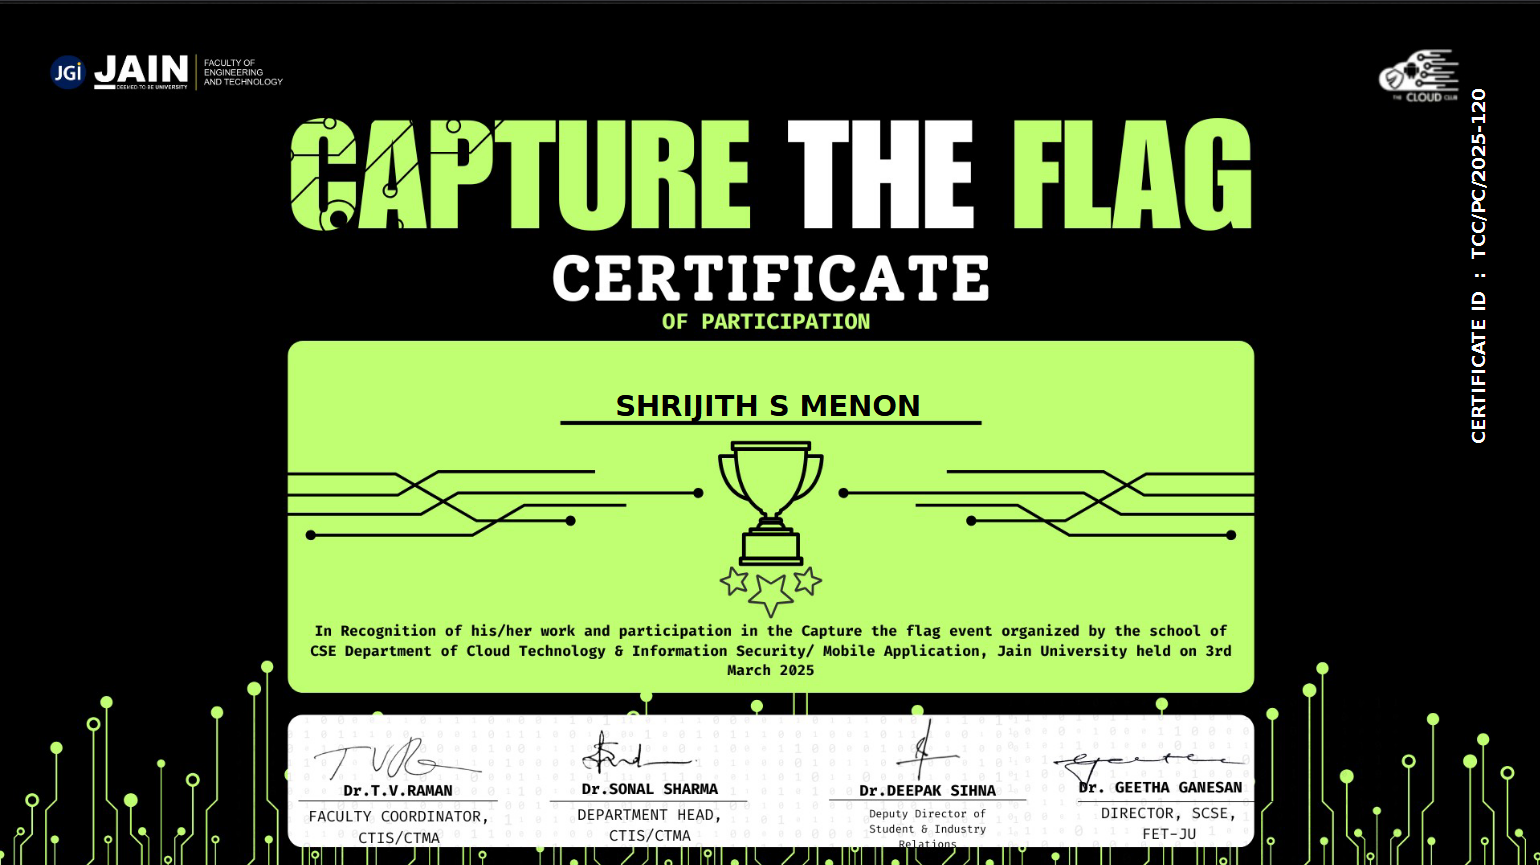 JGi JAIN
DEEMED-TO-BE UNIVERSITY
FACULTY OF
ENGINEERING
AND TECHNOLOGY
THE CLOUD CLUB
CERTIFICATE ID : TCC/PC/2025-120
CAPTURE THE FLAG
CERTIFICATE
OF PARTICIPATION
SHRIJITH S MENON
In Recognition of his/her work and participation in the Capture the flag event organized by the school of
CSE Department of Cloud Technology & Information Security/ Mobile Application, Jain University held on 3rd
March 2025
Dr.T.V.RAMAN
FACULTY COORDINATOR,
CTIS/CTMA
Dr.SONAL SHARMA
DEPARTMENT HEAD,
CTIS/CTMA
Dr.DEEPAK SIHNA
Deputy Director of
Student & Industry
Relations
Dr. GEETHA GANESAN
DIRECTOR, SCSE,
FET-JU